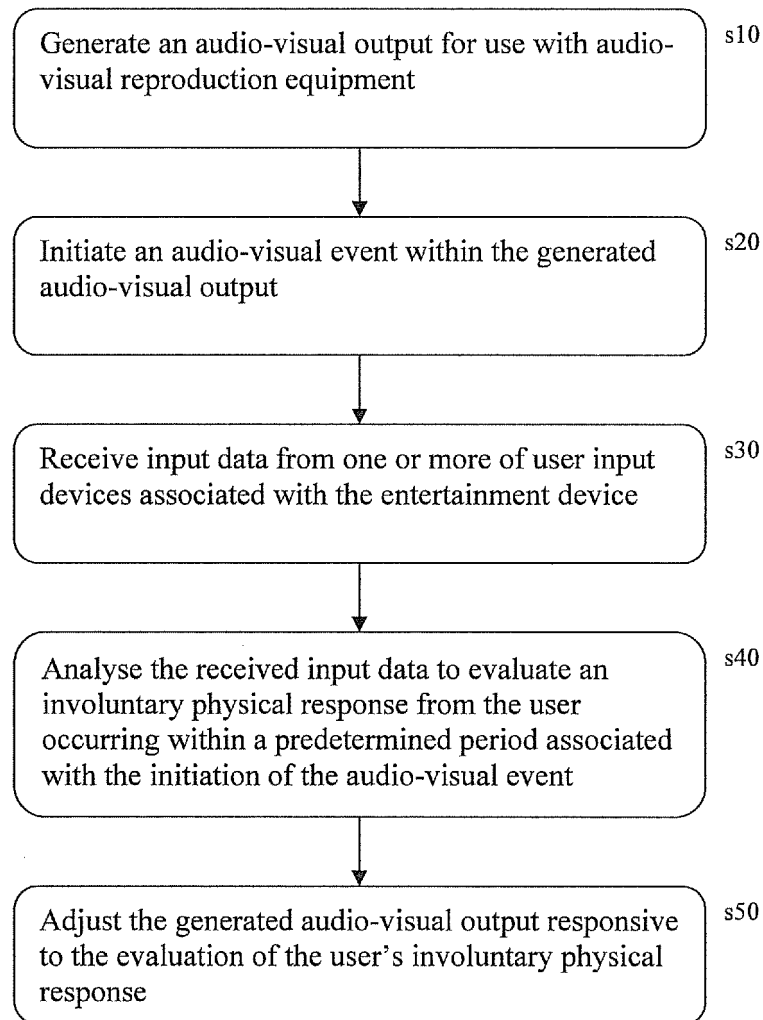 Generate an audio-visual output for use with audio-
visual reproduction equipment
s10
Initiate an audio-visual event within the generated
audio-visual output
s20
Receive input data from one or more of user input
devices associated with the entertainment device
s30
Analyse the received input data to evaluate an
involuntary physical response from the user
occurring within a predetermined period associated
with the initiation of the audio-visual event
s40
Adjust the generated audio-visual output responsive
to the evaluation of the user's involuntary physical
response
s50